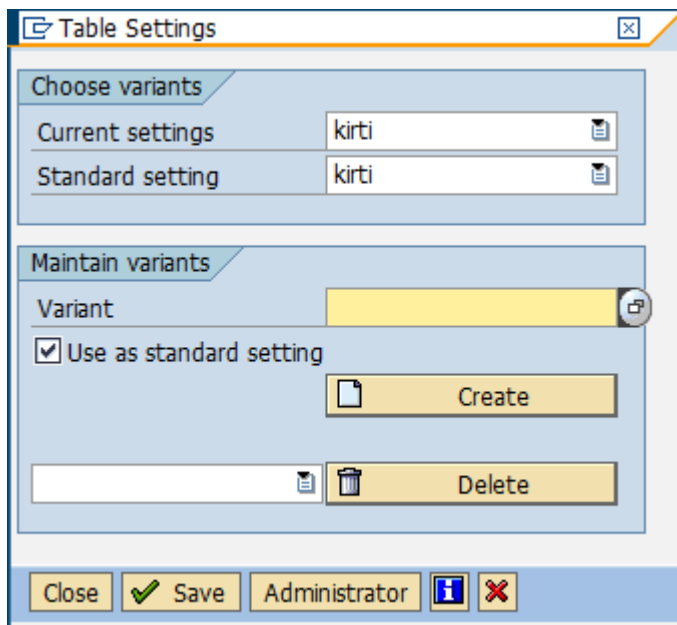 Table Settings
Choose variants
Current settings kirti
Standard setting kirti
Maintain variants
Variant
Use as standard setting
Create
Delete
Close Save Administrator